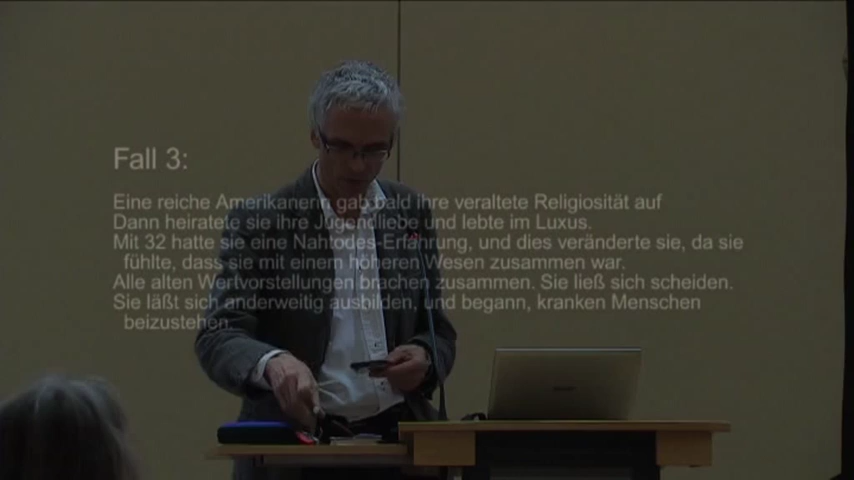 Fall 3:
Eine reiche Amerikanerin gab bald ihre veraltete Religiosität auf
Dann heiratete sie ihre Jugendliebe und lebte im Luxus.
Mit 32 hatte sie eine Nahtodes-Erfahrung, und dies veränderte sie, da sie
fühlte, dass sie mit einem höheren Wesen zusammen war.
Alle alten Wertvorstellungen brachen zusammen. Sie ließ sich scheiden.
Sie läßt sich anderweitig ausbilden, und begann, kranken Menschen
beizustehen.